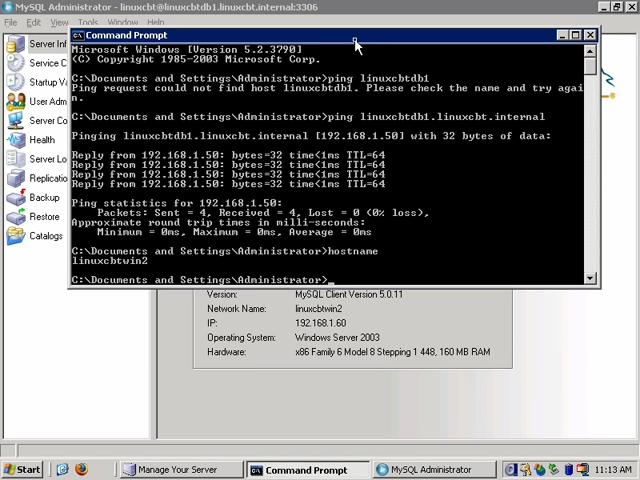 MySQL Administrator - linuxcbt@linuxcbtdb1.linuxcbt.internal:3306
File Edit View Tools Window Help
Command Prompt
Microsoft Windows [Version 5.2.3790]
(C) Copyright 1985-2003 Microsoft Corp.
C:\Documents and Settings\Administrator>ping linuxcbtdb1
Ping request could not find host linuxcbtdb1. Please check the name and try agai
n.
C:\Documents and Settings\Administrator>ping linuxcbtdb1.linuxcbt.internal
Pinging linuxcbtdb1.linuxcbt.internal [192.168.1.50] with 32 bytes of data:
Reply from 192.168.1.50: bytes=32 time<1ms TTL=64
Reply from 192.168.1.50: bytes=32 time<1ms TTL=64
Reply from 192.168.1.50: bytes=32 time<1ms TTL=64
Reply from 192.168.1.50: bytes=32 time<1ms TTL=64
Ping statistics for 192.168.1.50:
Packets: Sent = 4, Received = 4, Lost = 0 (0% loss),
Approximate round trip times in milli-seconds:
Minimum = 0ms, Maximum = 0ms, Average = 0ms
C:\Documents and Settings\Administrator>hostname
linuxcbtwin2
C:\Documents and Settings\Administrator>_
Server Inf
Service C
Startup Va
User Adm
Server Co
Health
Server Lo
Replicatio
Backup
Restore
Catalogs
Version: MySQL Client Version 5.0.11
Network Name: linuxcbtwin2
IP: 192.168.1.60
Operating System: Windows Server 2003
Hardware: x86 Family 6 Model 8 Stepping 1 448, 160 MB RAM
Start Manage Your Server Command Prompt MySQL Administrator 11:13 AM